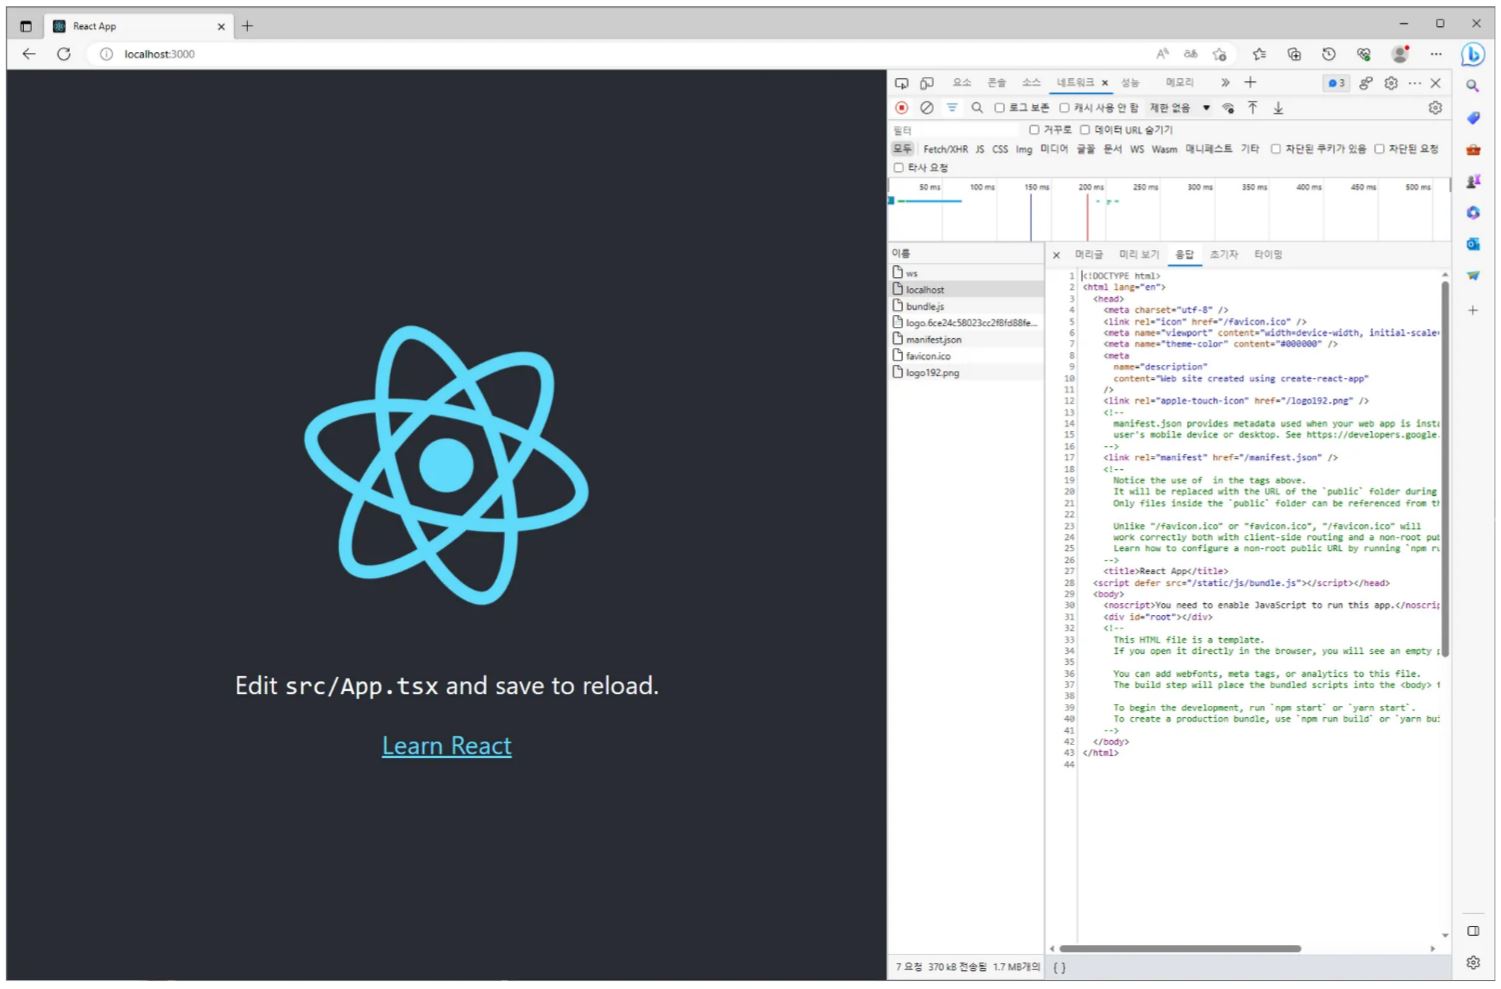 React App
localhost:3000
요소 콘솔 소스 네트워크 성능 메모리 3
로그 보존 캐시 사용 안 함 제한 없음
필터 거꾸로 데이터 URL 숨기기
모두 Fetch/XHR JS CSS Img 미디어 글꼴 문서 WS Wasm 매니페스트 기타 차단된 쿠키가 있음 차단된 요청
타사 요청
50 ms 100 ms 150 ms 200 ms 250 ms 300 ms 350 ms 400 ms 450 ms 500 ms
이름
ws
localhost
bundle.js
logo.6ce24c58023cc2f8fd88fe...
manifest.json
favicon.ico
logo192.png
7 요청 370 kB 전송됨 1.7 MB개의
머리글 미리 보기 응답 초기자 타이밍
1 <!DOCTYPE html>
2 <html lang="en">
3 <head>
4 <meta charset="utf-8" />
5 <link rel="icon" href="/favicon.ico" />
6 <meta name="viewport" content="width=device-width, initial-scale=
7 <meta name="theme-color" content="#000000" />
8 <meta
9 name="description"
10 content="Web site created using create-react-app"
11 />
12 <link rel="apple-touch-icon" href="/logo192.png" />
13 <!--
14 manifest.json provides metadata used when your web app is insta
15 user's mobile device or desktop. See https://developers.google.
16 -->
17 <link rel="manifest" href="/manifest.json" />
18 <!--
19 Notice the use of in the tags above.
20 It will be replaced with the URL of the `public` folder during
21 Only files inside the `public` folder can be referenced from th
22
23 Unlike "/favicon.ico" or "favicon.ico", "/favicon.ico" will
24 work correctly both with client-side routing and a non-root pub
25 Learn how to configure a non-root public URL by running `npm ru
26 -->
27 <title>React App</title>
28 <script defer src="/static/js/bundle.js"></script></head>
29 <body>
30 <noscript>You need to enable JavaScript to run this app.</noscrip
31 <div id="root"></div>
32 <!--
33 This HTML file is a template.
34 If you open it directly in the browser, you will see an empty p
35
36 You can add webfonts, meta tags, or analytics to this file.
37 The build step will place the bundled scripts into the <body> t
38
39 To begin the development, run `npm start` or `yarn start`.
40 To create a production bundle, use `npm run build` or `yarn bui
41 -->
42 </body>
43 </html>
44
{ }
Edit src/App.tsx and save to reload.
Learn React